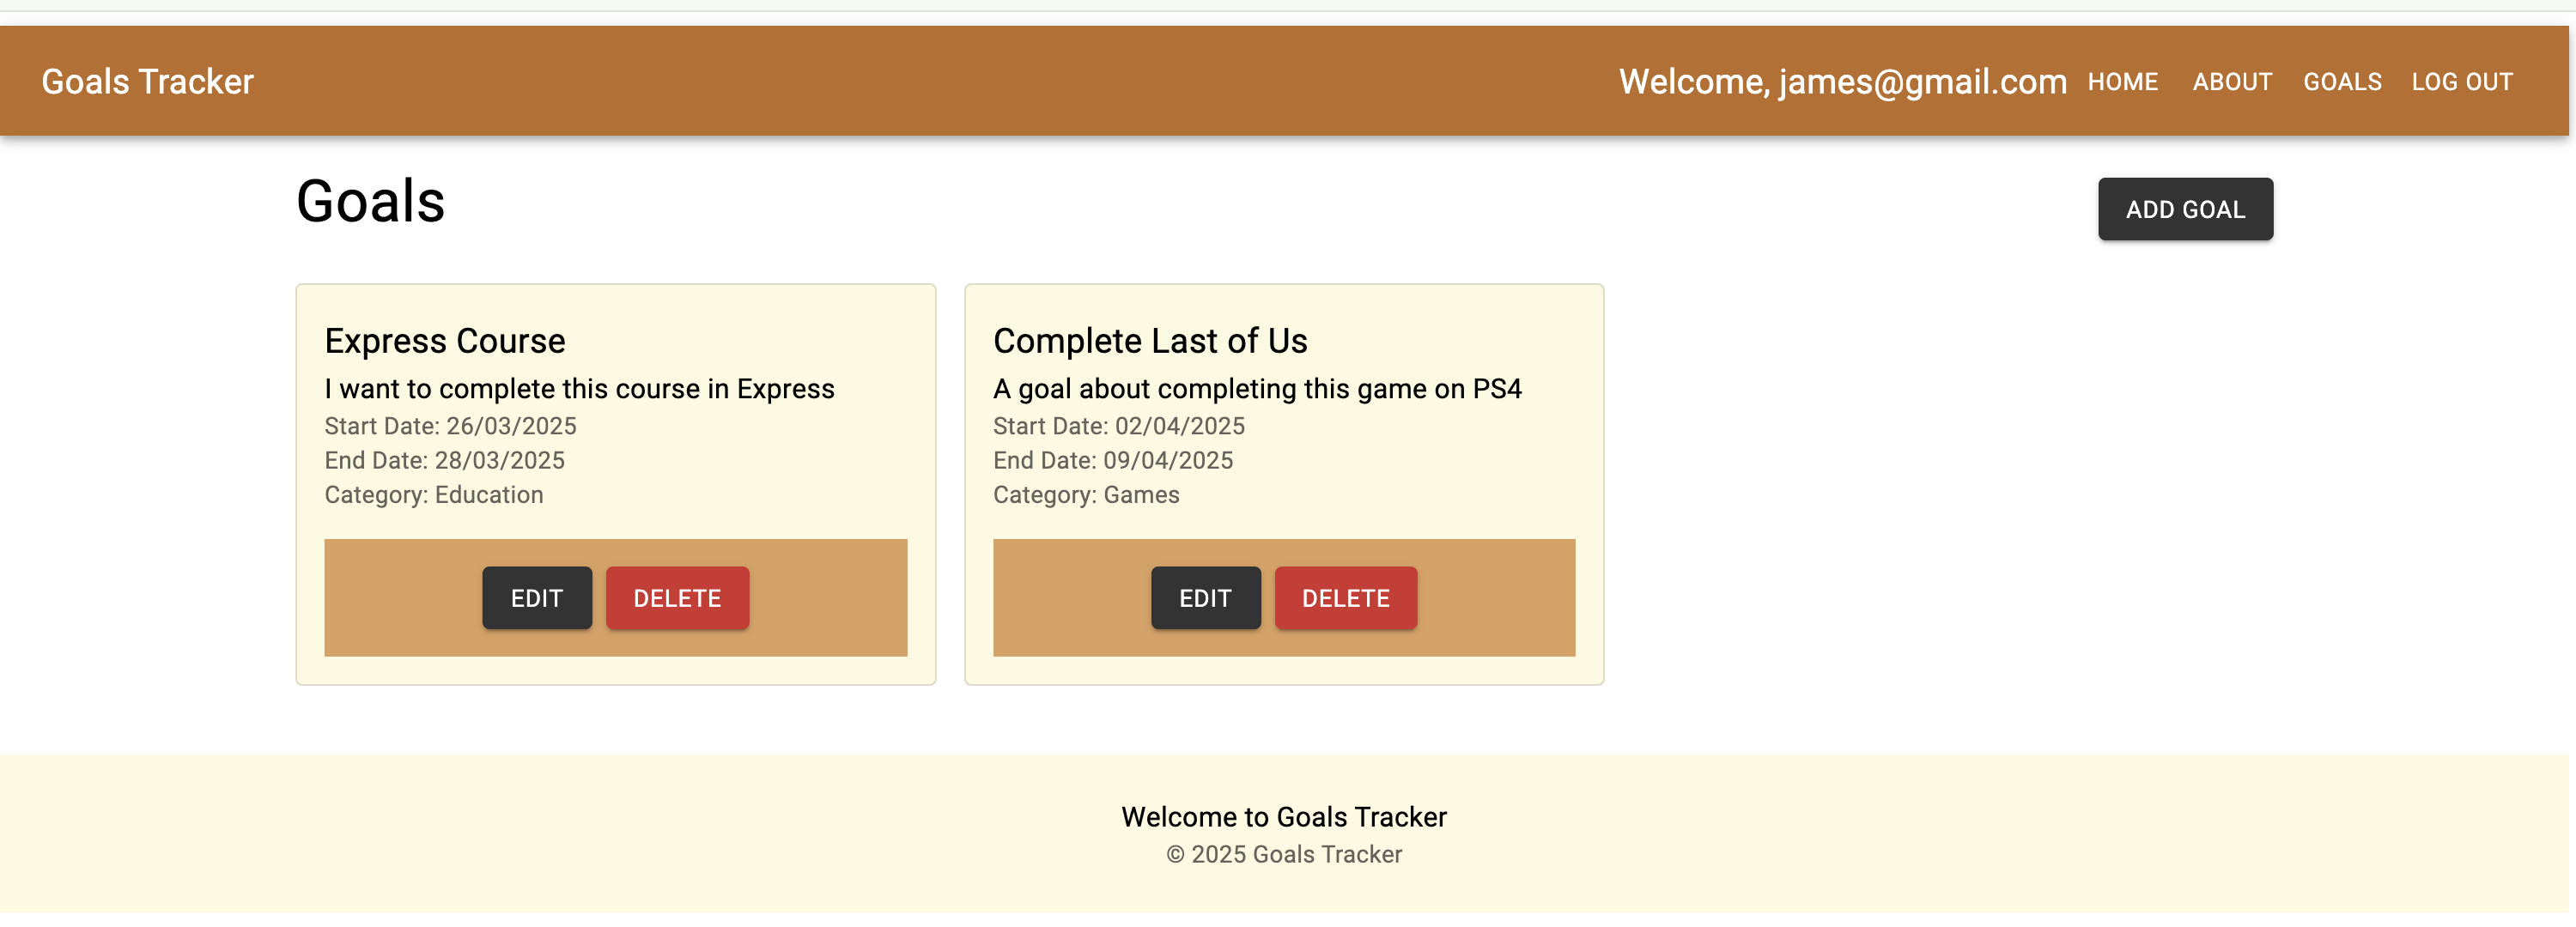 Goals Tracker
Welcome, james@gmail.com HOME ABOUT GOALS LOG OUT
Goals
ADD GOAL
Express Course
I want to complete this course in Express
Start Date: 26/03/2025
End Date: 28/03/2025
Category: Education
EDIT DELETE
Complete Last of Us
A goal about completing this game on PS4
Start Date: 02/04/2025
End Date: 09/04/2025
Category: Games
EDIT DELETE
Welcome to Goals Tracker
© 2025 Goals Tracker